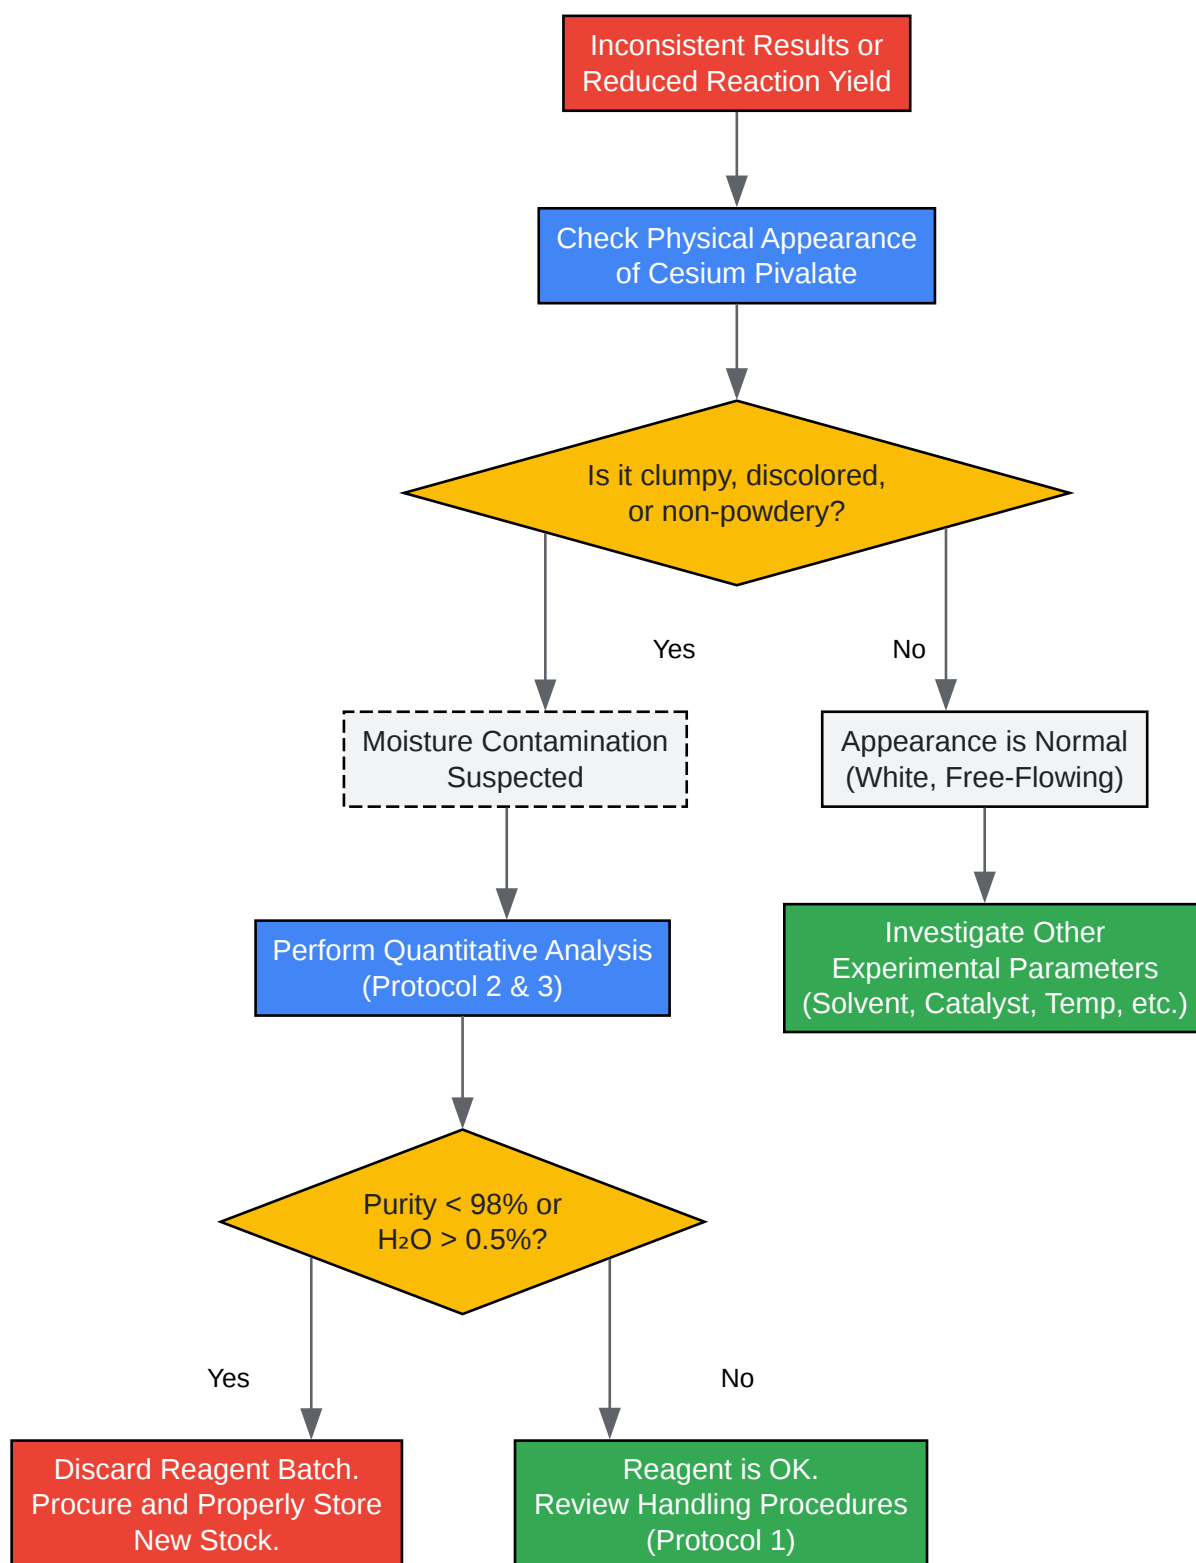 Inconsistent Results or
Reduced Reaction Yield
Check Physical Appearance
of Cesium Pivalate
Is it clumpy, discolored,
or non-powdery?
Yes
No
Moisture Contamination
Suspected
Appearance is Normal
(White, Free-Flowing)
Perform Quantitative Analysis
(Protocol 2 & 3)
Investigate Other
Experimental Parameters
(Solvent, Catalyst, Temp, etc.)
Purity < 98% or
H₂O > 0.5%?
Yes
No
Discard Reagent Batch.
Procure and Properly Store
New Stock.
Reagent is OK.
Review Handling Procedures
(Protocol 1)